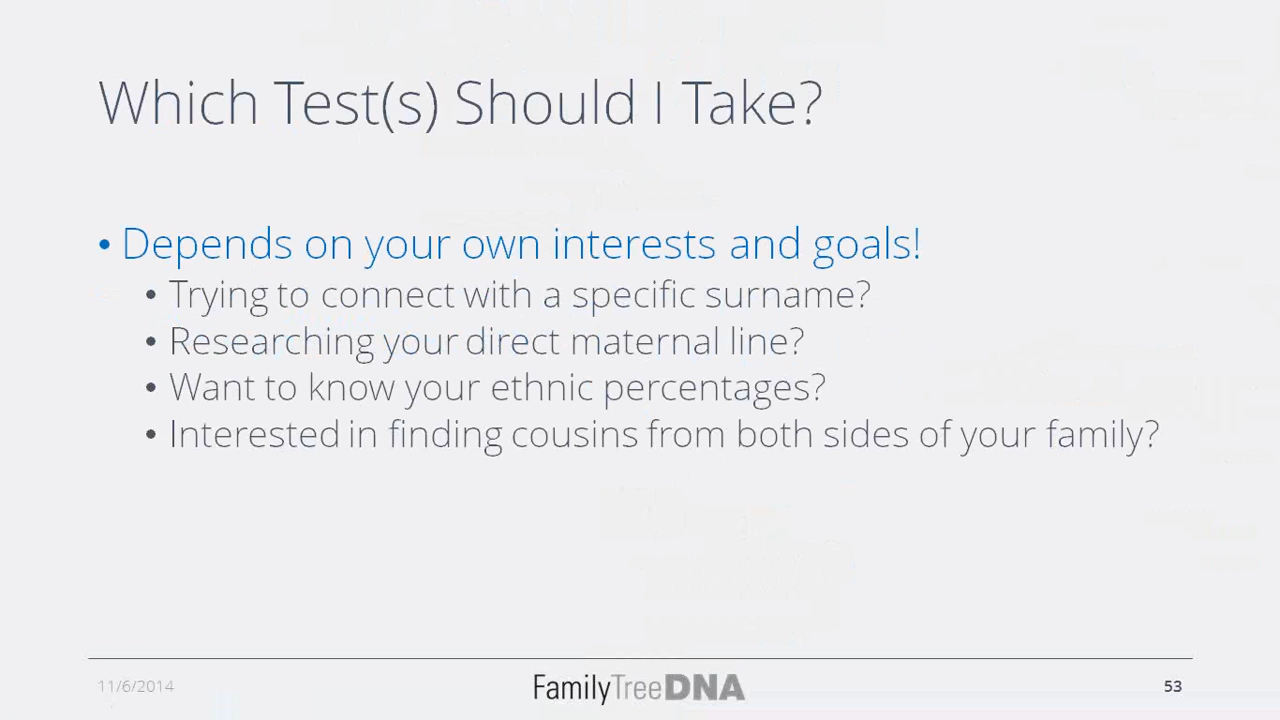 Which Test(s) Should I Take?
• Depends on your own interests and goals!
• Trying to connect with a specific surname?
• Researching your direct maternal line?
• Want to know your ethnic percentages?
• Interested in finding cousins from both sides of your family?
11/6/2014
FamilyTreeDNA
53